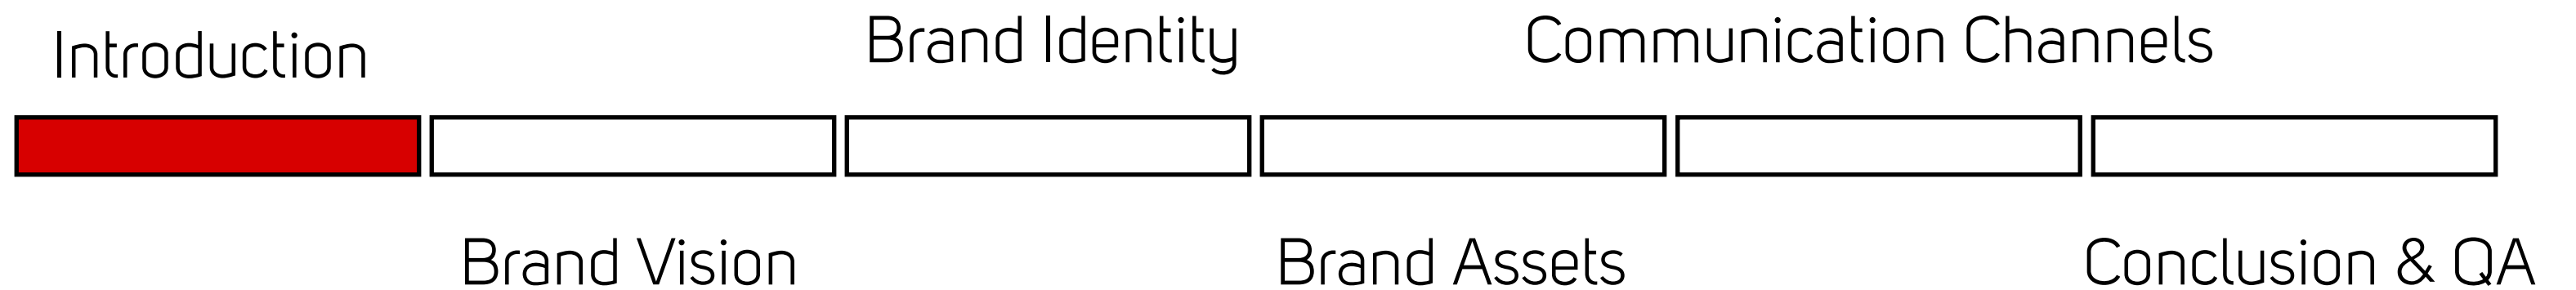 Introduction
Brand Vision
Brand Identity
Brand Assets
Communication Channels
Conclusion & QA